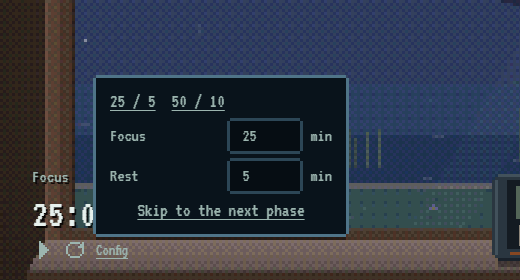 25 / 5 50 / 10
Focus 25 min
Rest 5 min
Skip to the next phase
Focus
25:0
Config